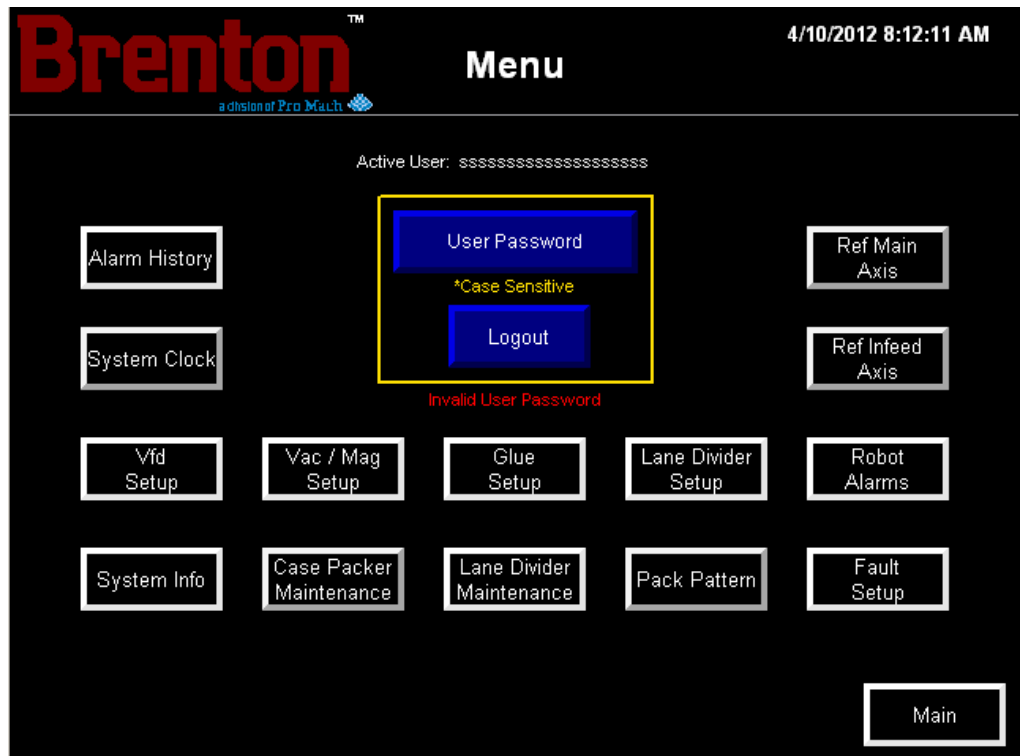 Brenton™
a division of Pro Mach
Menu
4/10/2012 8:12:11 AM
Active User: ssssssssssssssssssss
User Password
*Case Sensitive
Logout
Invalid User Password
Alarm History
System Clock
Ref Main
Axis
Ref Infeed
Axis
Vfd
Setup
Vac / Mag
Setup
Glue
Setup
Lane Divider
Setup
Robot
Alarms
System Info
Case Packer
Maintenance
Lane Divider
Maintenance
Pack Pattern
Fault
Setup
Main